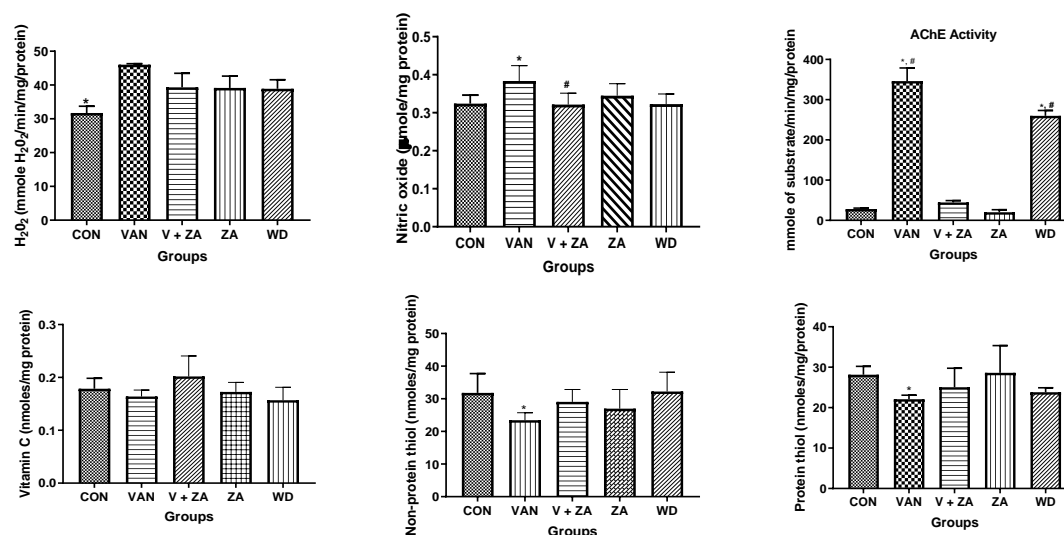 H₂0₂ (mmole H₂0₂/min/mg/protein)
50
40
30
20
10
0
*
CON VAN V + ZA ZA WD
Groups
Nitric oxide (mole/mg protein)
0.5
0.4
0.3
0.2
0.1
0.0
*
#
CON VAN V + ZA ZA WD
Groups
AChE Activity
mmole of substrate/min/mg/protein
400
300
200
100
0
*, #
*, #
CON VAN V + ZA ZA WD
Groups
Vitamin C (nmoles/mg protein)
0.3
0.2
0.1
0.0
CON VAN V + ZA ZA WD
Groups
Non-protein thiol (nmoles/mg protein)
50
40
30
20
10
0
*
CON VAN V + ZA ZA WD
Groups
Protein thiol (nmoles/mg/protein)
40
30
20
10
0
*
CON VAN V + ZA ZA WD
Groups